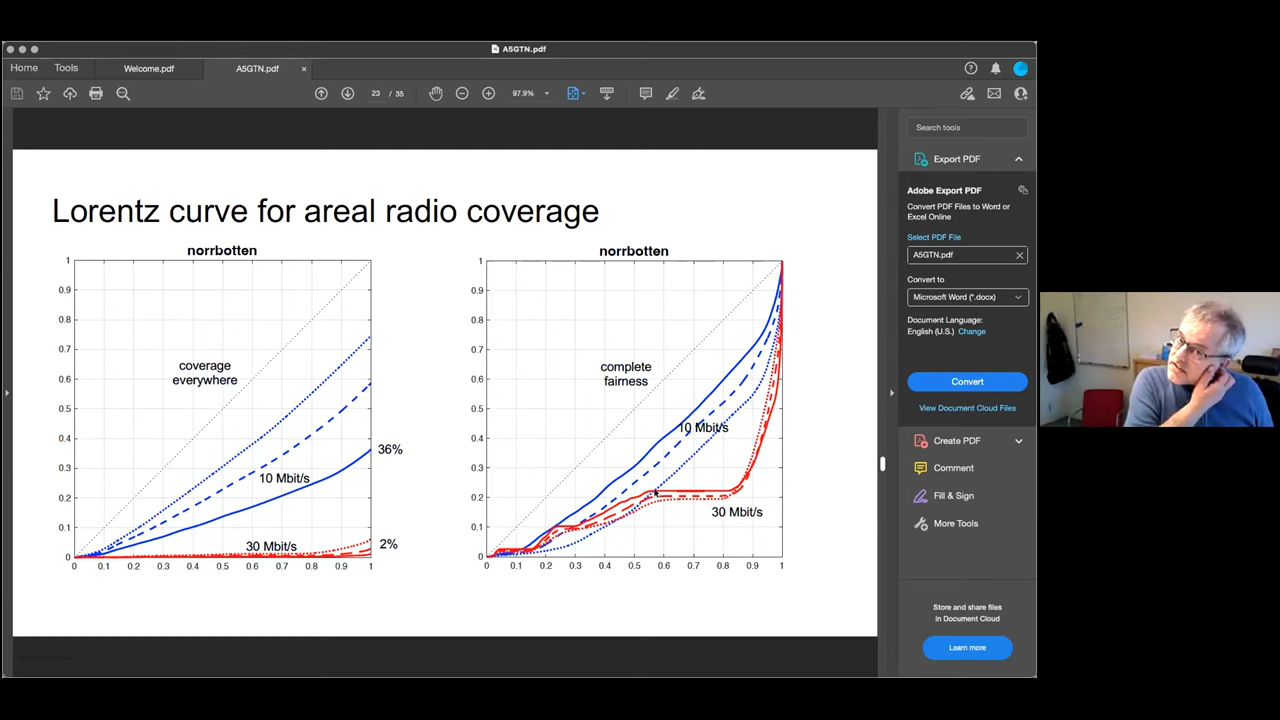 A5GTN.pdf
Home
Tools
Welcome.pdf
A5GTN.pdf
×
23 / 35
97.9%
Search tools
Export PDF
Adobe Export PDF
Convert PDF Files to Word or
Excel Online
Select PDF File
A5GTN.pdf
Convert to
Microsoft Word (*.docx)
Document Language:
English (U.S.) Change
Convert
View Document Cloud Files
Create PDF
Comment
Fill & Sign
More Tools
Store and share files
in Document Cloud
Learn more
Lorentz curve for areal radio coverage
norrbotten
1
0.9
0.8
0.7
0.6
0.5
0.4
0.3
0.2
0.1
0
coverage
everywhere
10 Mbit/s
36%
30 Mbit/s
2%
0 0.1 0.2 0.3 0.4 0.5 0.6 0.7 0.8 0.9 1
norrbotten
1
0.9
0.8
0.7
0.6
0.5
0.4
0.3
0.2
0.1
0
complete
fairness
10 Mbit/s
30 Mbit/s
0 0.1 0.2 0.3 0.4 0.5 0.6 0.7 0.8 0.9 1